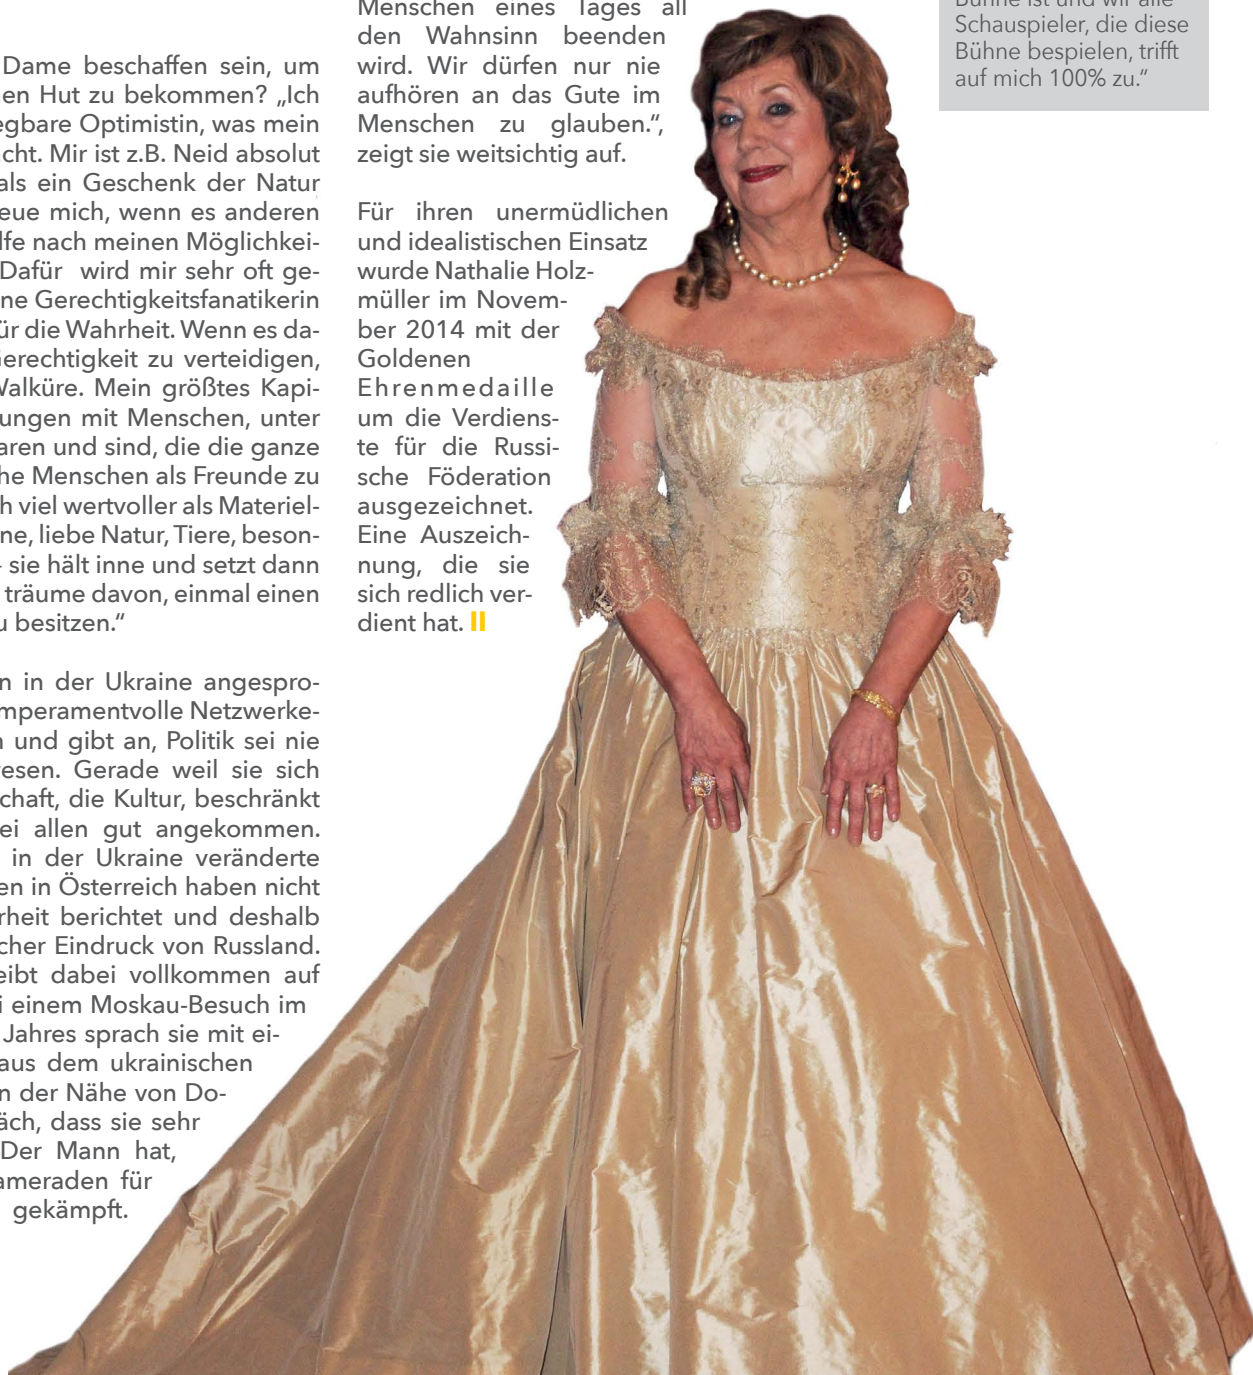 Dame beschaffen sein, um
nen Hut zu bekommen? „Ich
egbare Optimistin, was mein
acht. Mir ist z.B. Neid absolut
als ein Geschenk der Natur
eue mich, wenn es anderen
lfe nach meinen Möglichkei-
Dafür wird mir sehr oft ge-
ne Gerechtigkeitsfanatikerin
ür die Wahrheit. Wenn es da-
Gerechtigkeit zu verteidigen,
Walküre. Mein größtes Kapi-
ungen mit Menschen, unter
aren und sind, die die ganze
he Menschen als Freunde zu
h viel wertvoller als Materiel-
ne, liebe Natur, Tiere, beson-
- sie hält inne und setzt dann
träume davon, einmal einen
u besitzen.“
n in der Ukraine angespro-
mperamentvolle Netzwerke-
n und gibt an, Politik sei nie
esen. Gerade weil sie sich
chaft, die Kultur, beschränkt
ei allen gut angekommen.
in der Ukraine veränderte
en in Österreich haben nicht
rheit berichtet und deshalb
cher Eindruck von Russland.
eibt dabei vollkommen auf
i einem Moskau-Besuch im
Jahres sprach sie mit ei-
aus dem ukrainischen
n der Nähe von Do-
äch, dass sie sehr
Der Mann hat,
ameraden für
gekämpft.
Menschen eines Tages all
den Wahnsinn beenden
wird. Wir dürfen nur nie
aufhören an das Gute im
Menschen zu glauben.“,
zeigt sie weitsichtig auf.
Für ihren unermüdlichen
und idealistischen Einsatz
wurde Nathalie Holz-
müller im Novem-
ber 2014 mit der
Goldenen
Ehrenmedaille
um die Verdiens-
te für die Russi-
sche Föderation
ausgezeichnet.
Eine Auszeich-
nung, die sie
sich redlich ver-
dient hat. II
Bühne ist und wir alle
Schauspieler, die diese
Bühne bespielen, trifft
auf mich 100% zu.“